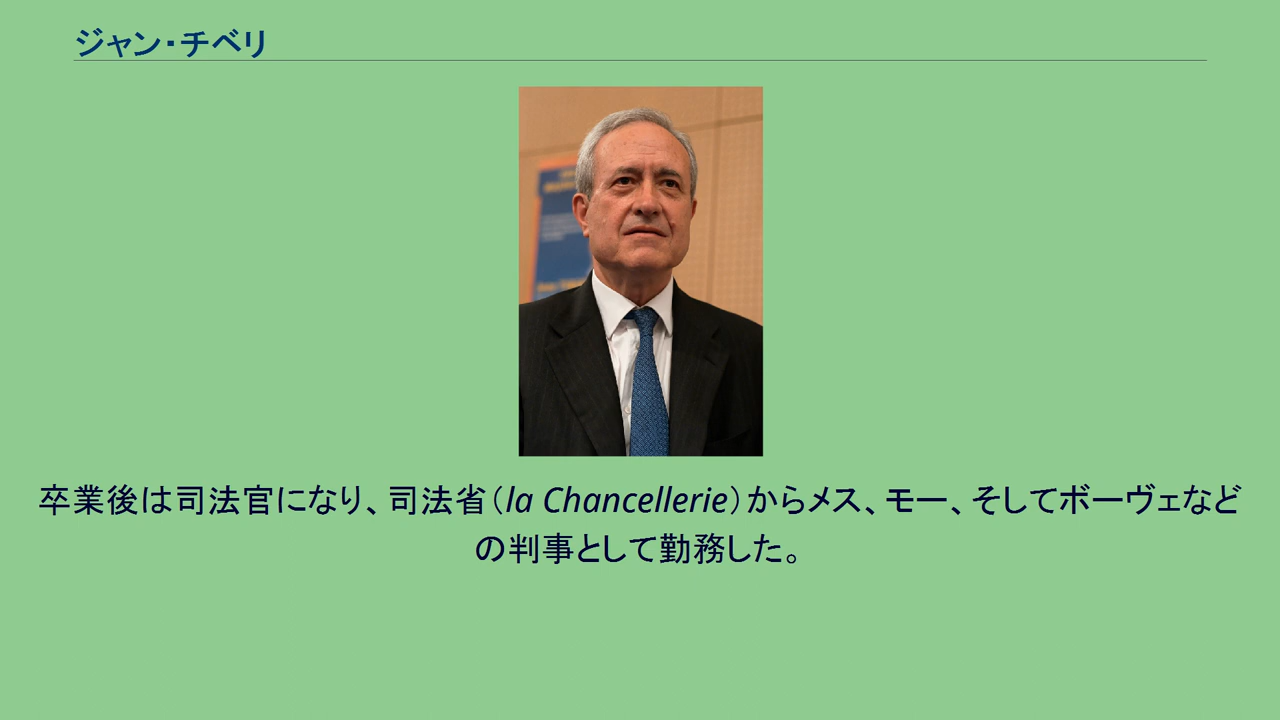 ジャン・チベリ
卒業後は司法官になり、司法省（la Chancellerie）からメス、モー、そしてボーヴェなど
の判事として勤務した。